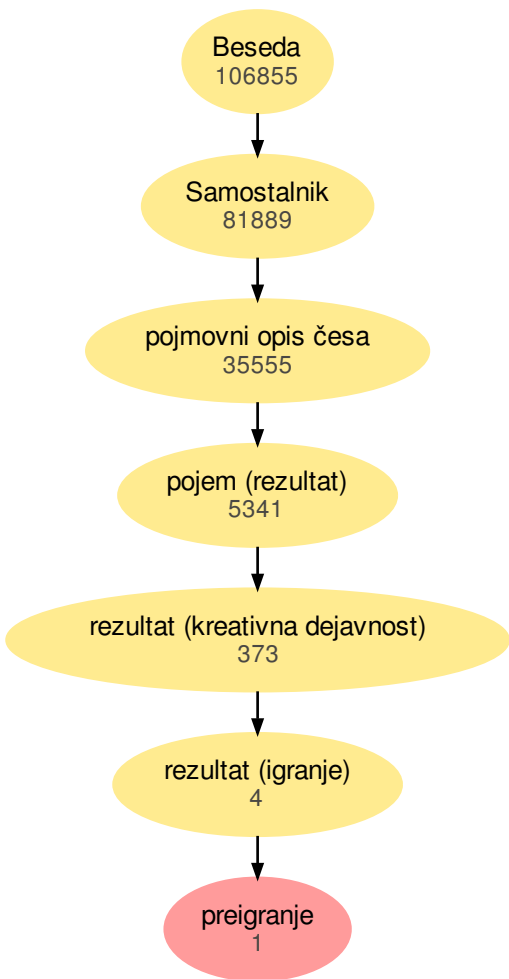 Beseda
106855
Samostalnik
81889
pojmovni opis česa
35555
pojem (rezultat)
5341
rezultat (kreativna dejavnost)
373
rezultat (igranje)
4
preigranje
1